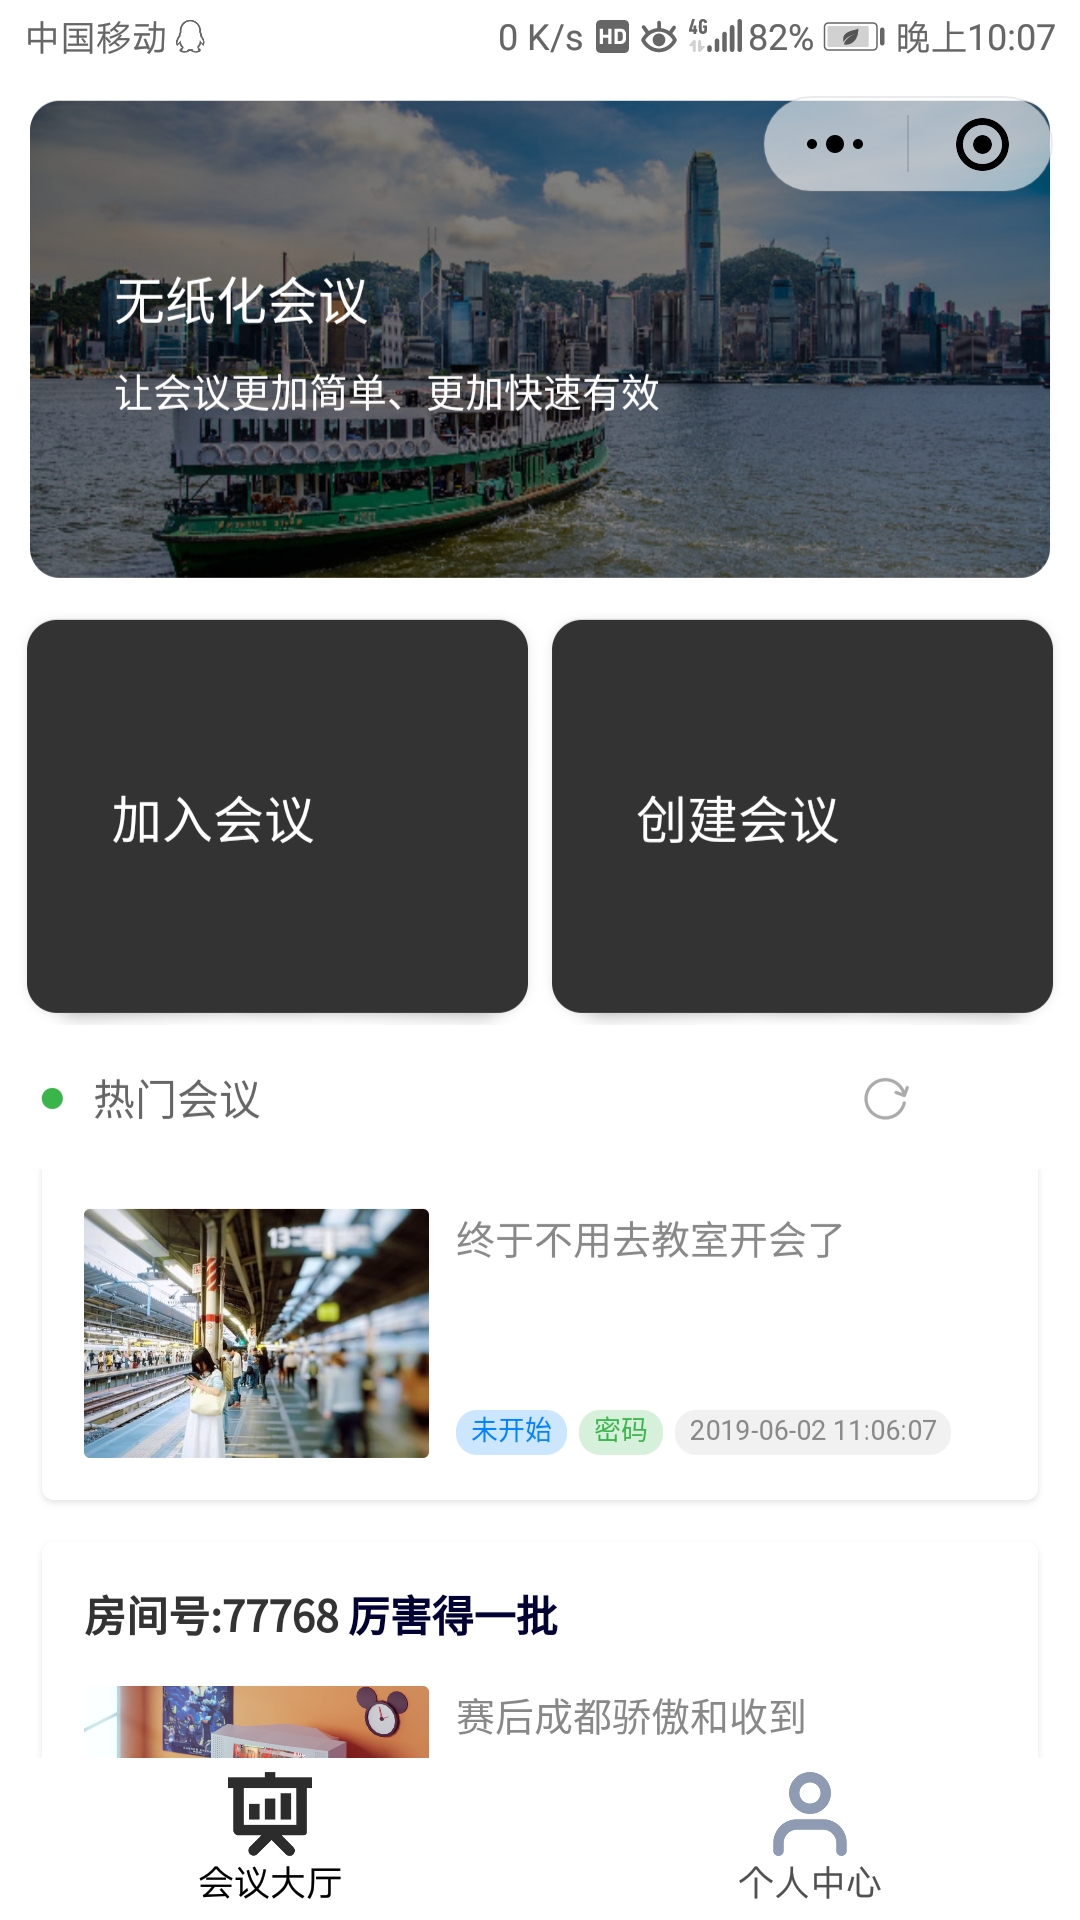 中国移动
0 K/s HD 4G 82% 晚上10:07
无纸化会议
让会议更加简单、更加快速有效
加入会议
创建会议
热门会议
终于不用去教室开会了
未开始 密码 2019-06-02 11:06:07
房间号:77768 厉害得一批
赛后成都骄傲和收到
会议大厅
个人中心